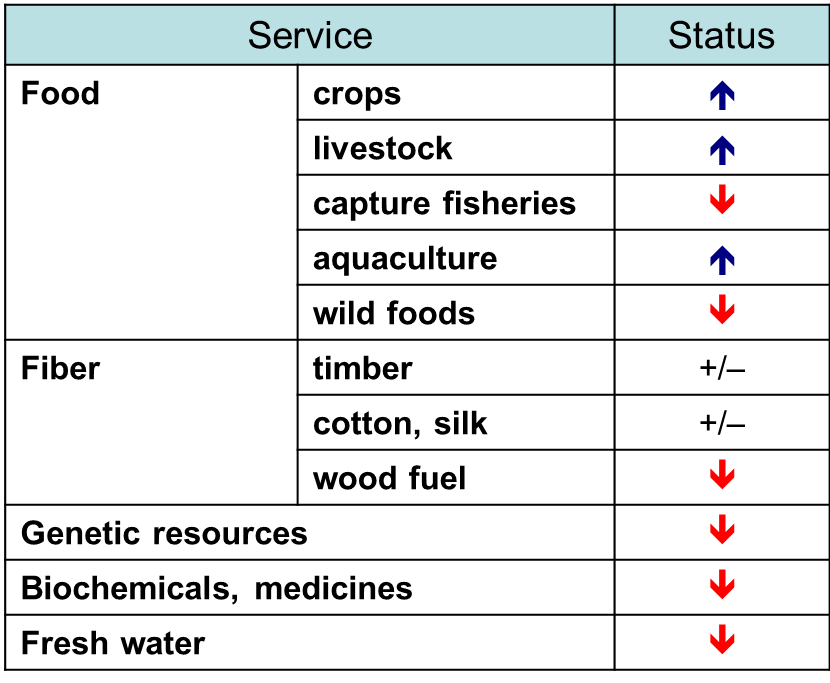 Service Status
Food crops ↑
livestock ↑
capture fisheries ↓
aquaculture ↑
wild foods ↓
Fiber timber +/–
cotton, silk +/–
wood fuel ↓
Genetic resources ↓
Biochemicals, medicines ↓
Fresh water ↓